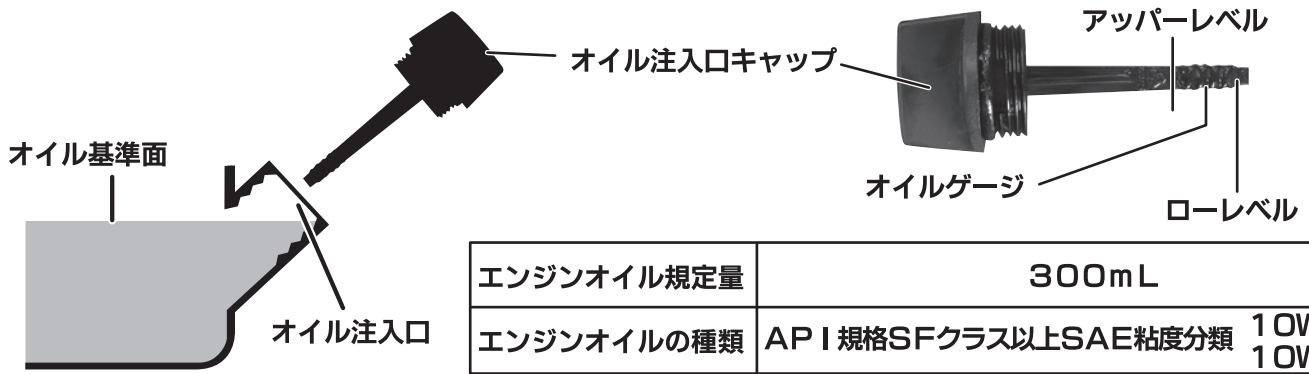 アッパーレベル
オイル注入口キャップ
オイル基準面
オイルゲージ
ローレベル
オイル注入口
エンジンオイル規定量 300mL
エンジンオイルの種類 API規格SFクラス以上SAE粘度分類 10W
10W